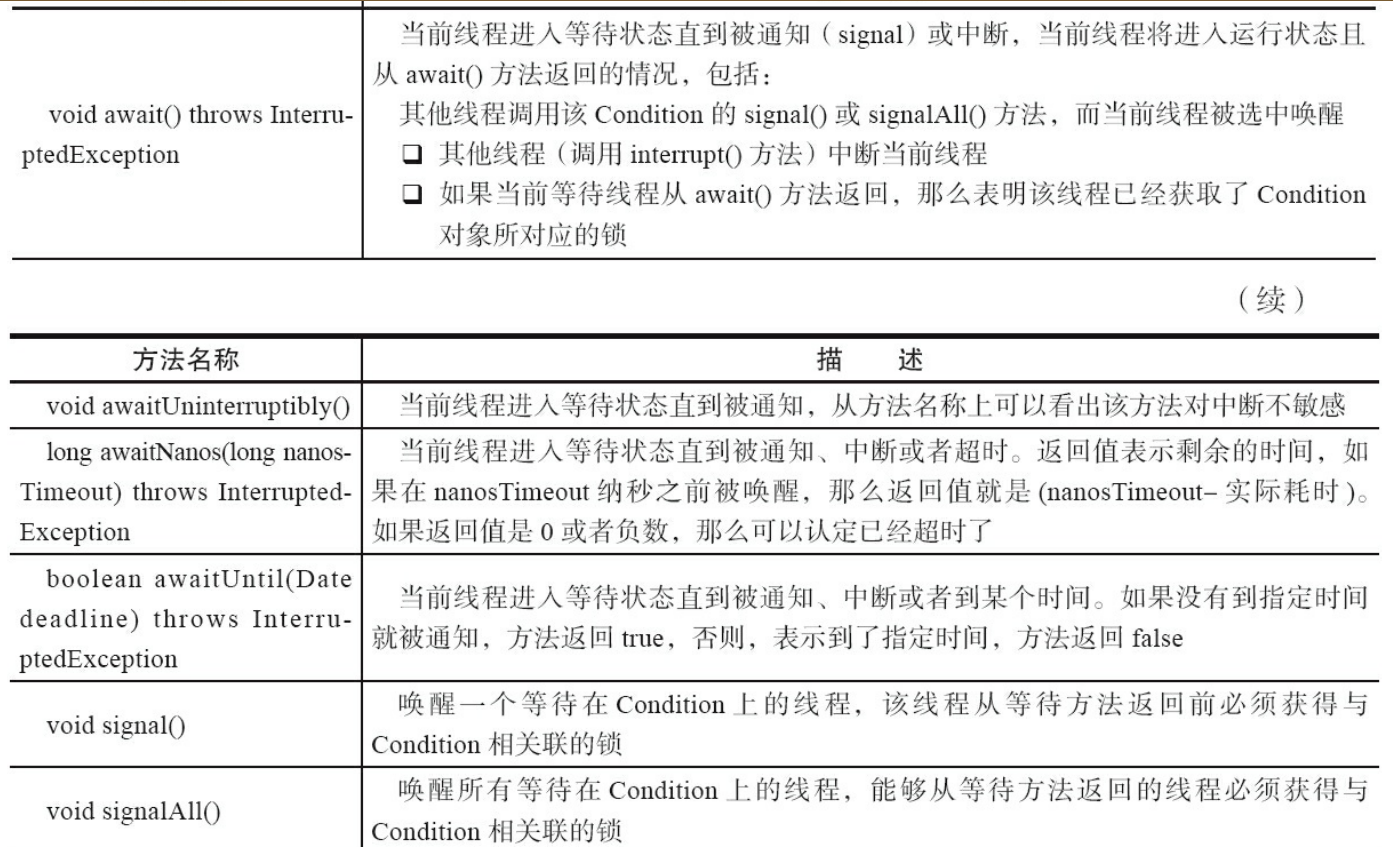 当前线程进入等待状态直到被通知（signal）或中断，当前线程将进入运行状态且
从 await() 方法返回的情况，包括：
void await() throws Interru-
ptedException
其他线程调用该 Condition 的 signal() 或 signalAll() 方法，而当前线程被选中唤醒
❑ 其他线程（调用 interrupt() 方法）中断当前线程
❑ 如果当前等待线程从 await() 方法返回，那么表明该线程已经获取了 Condition
对象所对应的锁
（续）
方法名称
描 述
void awaitUninterruptibly()
当前线程进入等待状态直到被通知，从方法名称上可以看出该方法对中断不敏感
long awaitNanos(long nanos-
Timeout) throws Interrupted-
Exception
当前线程进入等待状态直到被通知、中断或者超时。返回值表示剩余的时间，如
果在 nanosTimeout 纳秒之前被唤醒，那么返回值就是 (nanosTimeout– 实际耗时 )。
如果返回值是 0 或者负数，那么可以认定已经超时了
boolean awaitUntil(Date
deadline) throws Interru-
ptedException
当前线程进入等待状态直到被通知、中断或者到某个时间。如果没有到指定时间
就被通知，方法返回 true，否则，表示到了指定时间，方法返回 false
void signal()
唤醒一个等待在 Condition 上的线程，该线程从等待方法返回前必须获得与
Condition 相关联的锁
void signalAll()
唤醒所有等待在 Condition 上的线程，能够从等待方法返回的线程必须获得与
Condition 相关联的锁